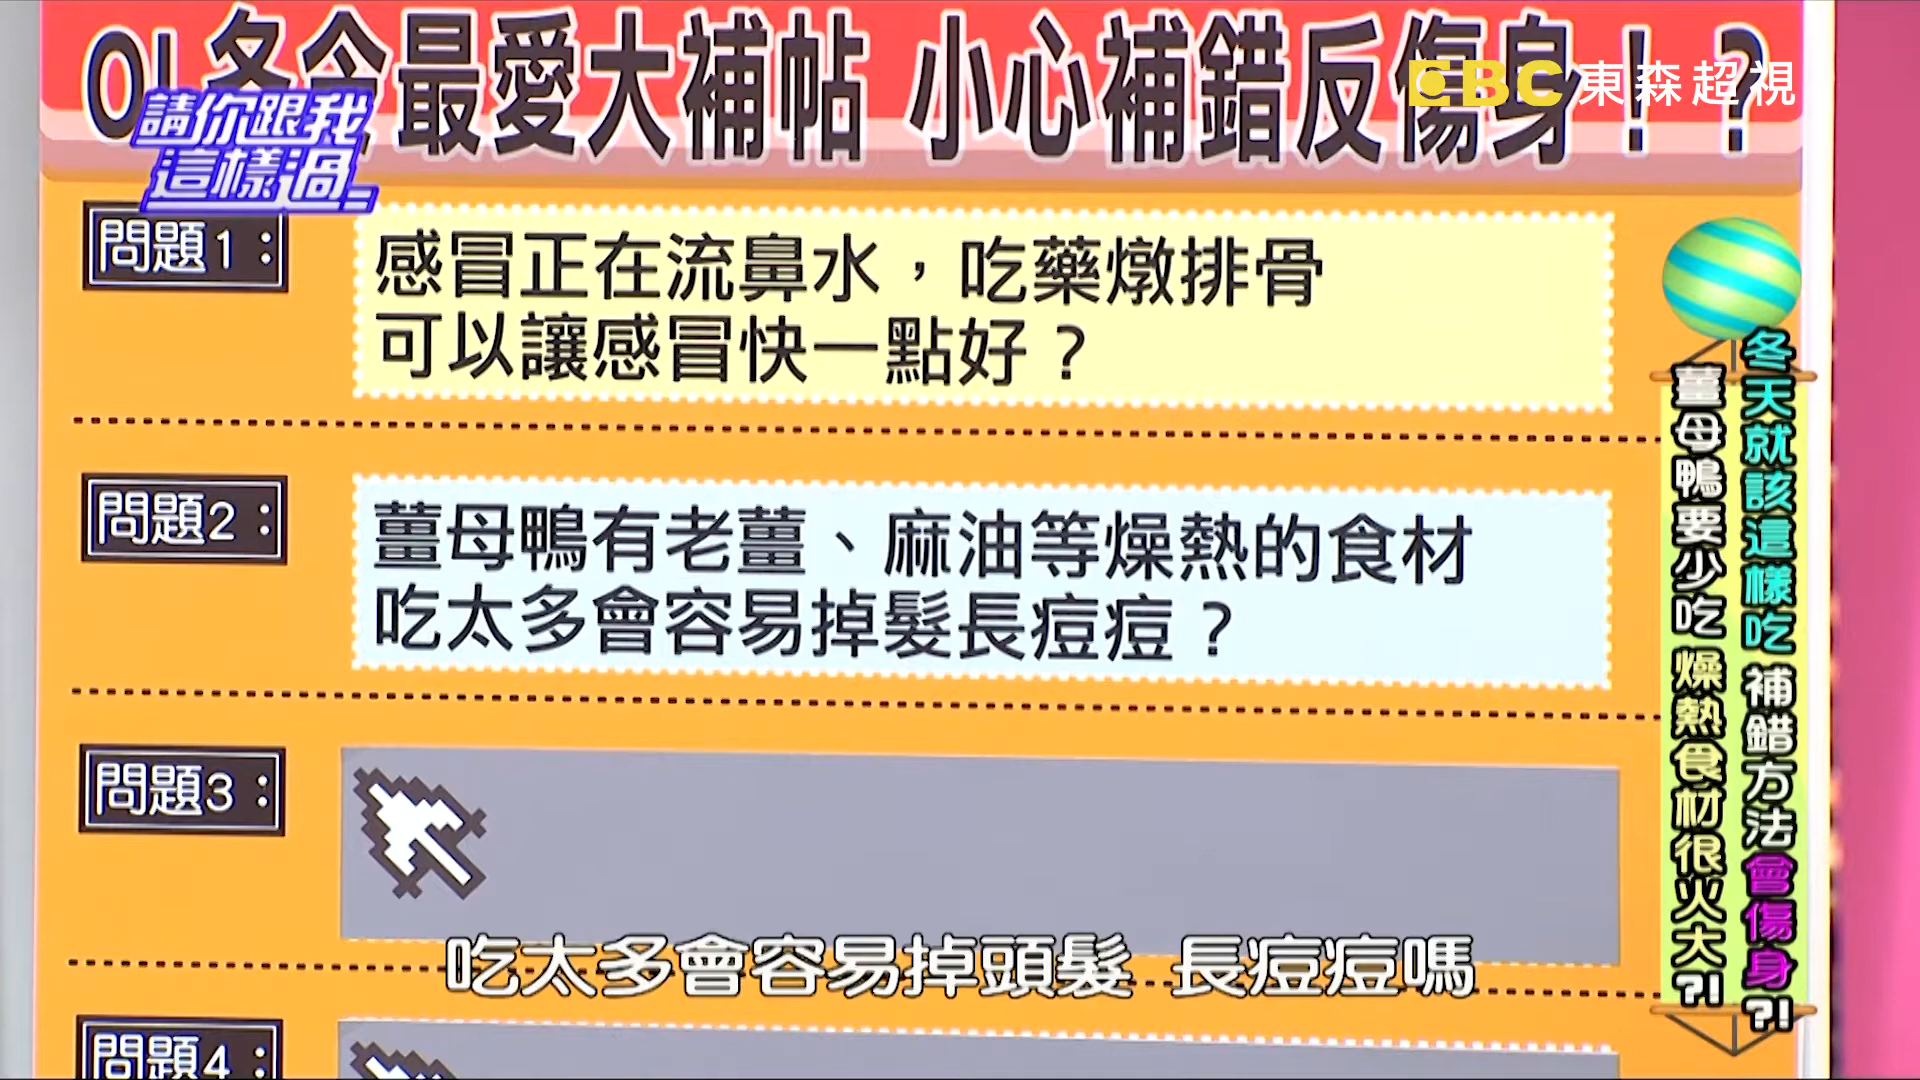 冬令最愛大補帖 小心補錯反傷身！？
EBC 東森超視
請你跟我
這樣過
問題1：
感冒正在流鼻水，吃藥燉排骨
可以讓感冒快一點好？
問題2：
薑母鴨有老薑、麻油等燥熱的食材
吃太多會容易掉髮長痘痘？
問題3：
問題4：
冬天就該這樣吃 補錯方法會傷身?!
薑母鴨要少吃 燥熱食材很火大?!
吃太多會容易掉頭髮 長痘痘嗎